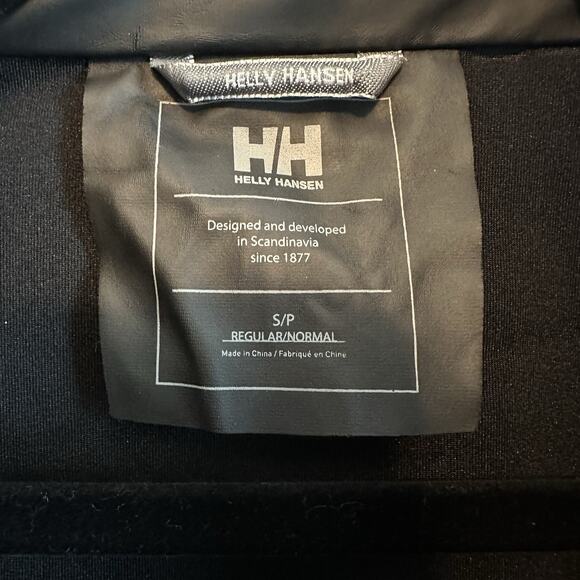 HELLY HANSEN
HH
HELLY HANSEN
Designed and developed
in Scandinavia
since 1877
S/P
REGULAR/NORMAL
Made in China / Fabriqué en Chine